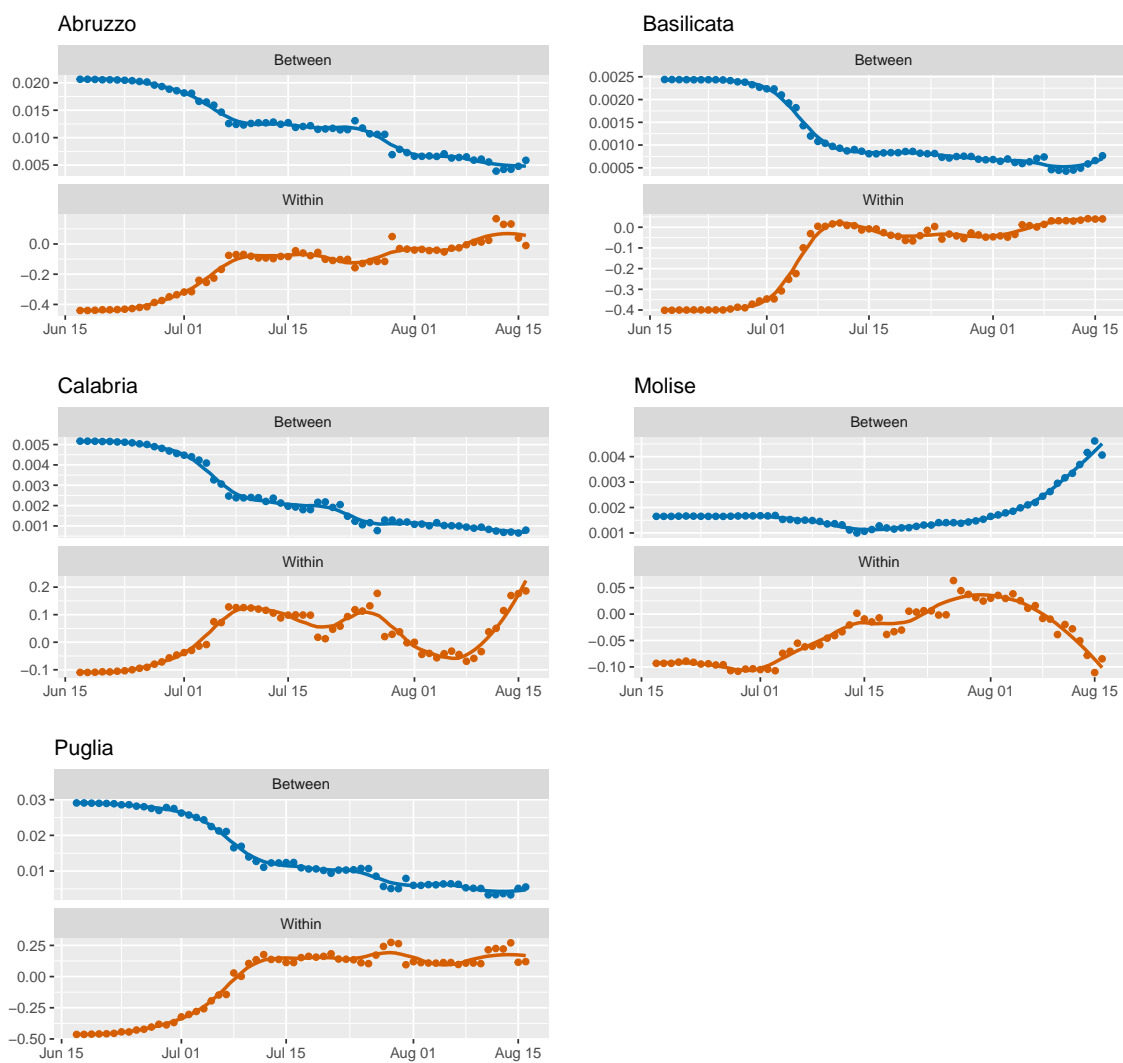 Abruzzo
Between
0.020
0.015
0.010
0.005
Within
0.0
−0.2
−0.4
Jun 15 Jul 01 Jul 15 Aug 01 Aug 15
Basilicata
Between
0.0025
0.0020
0.0015
0.0010
0.0005
Within
0.0
−0.1
−0.2
−0.3
−0.4
Jun 15 Jul 01 Jul 15 Aug 01 Aug 15
Calabria
Between
0.005
0.004
0.003
0.002
0.001
Within
0.2
0.1
0.0
−0.1
Jun 15 Jul 01 Jul 15 Aug 01 Aug 15
Molise
Between
0.004
0.003
0.002
0.001
Within
0.05
0.00
−0.05
−0.10
Jun 15 Jul 01 Jul 15 Aug 01 Aug 15
Puglia
Between
0.03
0.02
0.01
Within
0.25
0.00
−0.25
−0.50
Jun 15 Jul 01 Jul 15 Aug 01 Aug 15